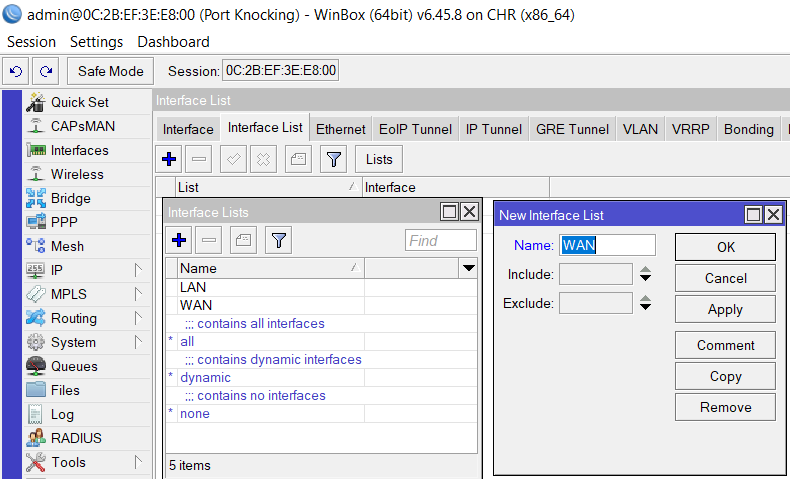 admin@0C:2B:EF:3E:E8:00 (Port Knocking) - WinBox (64bit) v6.45.8 on CHR (x86_64)
Session Settings Dashboard
Safe Mode Session: 0C:2B:EF:3E:E8:00
Quick Set
CAPsMAN
Interfaces
Wireless
Bridge
PPP
Mesh
IP
MPLS
Routing
System
Queues
Files
Log
RADIUS
Tools
Interface List
Interface Interface List Ethernet EoIP Tunnel IP Tunnel GRE Tunnel VLAN VRRP Bonding
Lists
List Interface
Interface Lists
Find
Name
LAN
WAN
;;; contains all interfaces
* all
;;; contains dynamic interfaces
* dynamic
;;; contains no interfaces
* none
5 items
New Interface List
Name: WAN
Include:
Exclude:
OK
Cancel
Apply
Comment
Copy
Remove